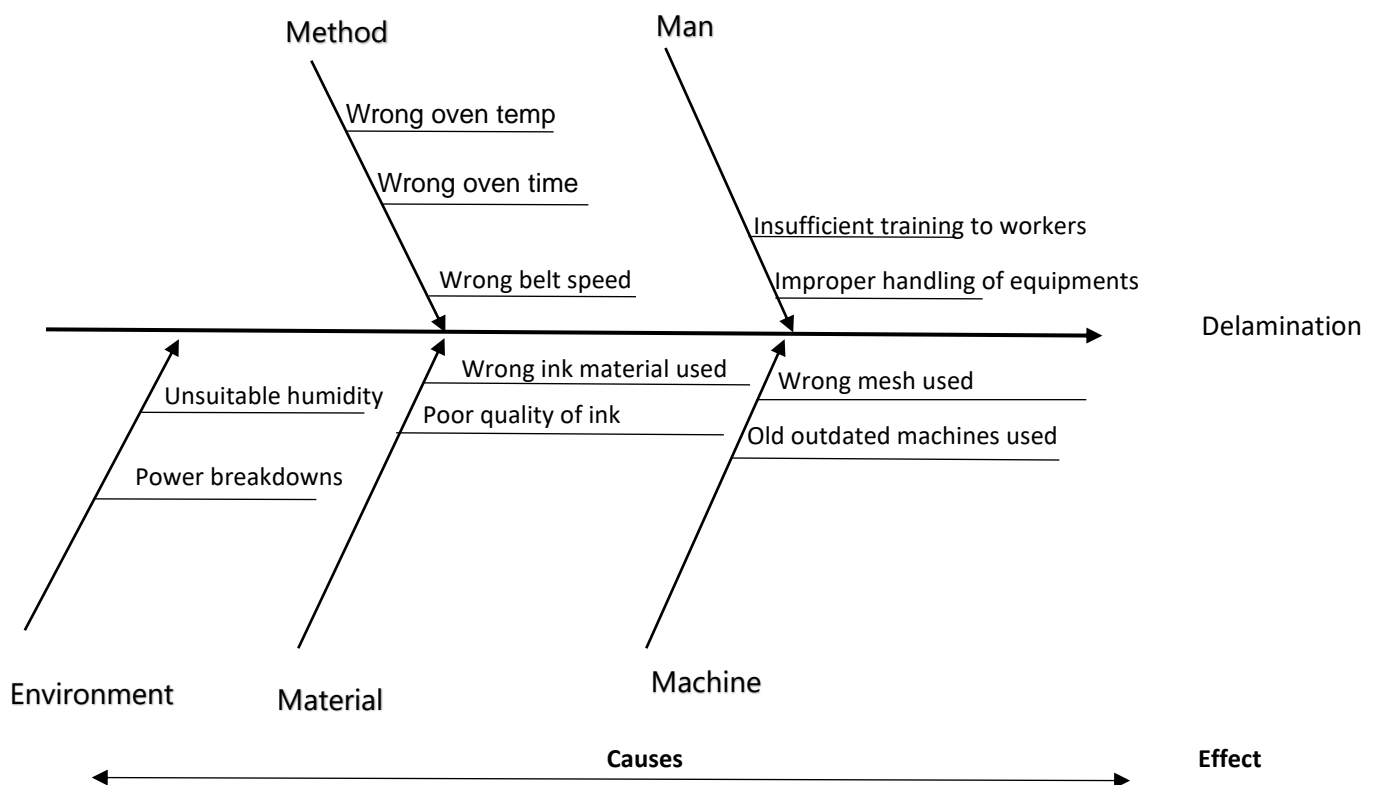 Method
Man
Wrong oven temp
Wrong oven time
Insufficient training to workers
Wrong belt speed
Improper handling of equipments
Delamination
Wrong ink material used
Wrong mesh used
Unsuitable humidity
Poor quality of ink
Old outdated machines used
Power breakdowns
Environment
Material
Machine
Causes
Effect